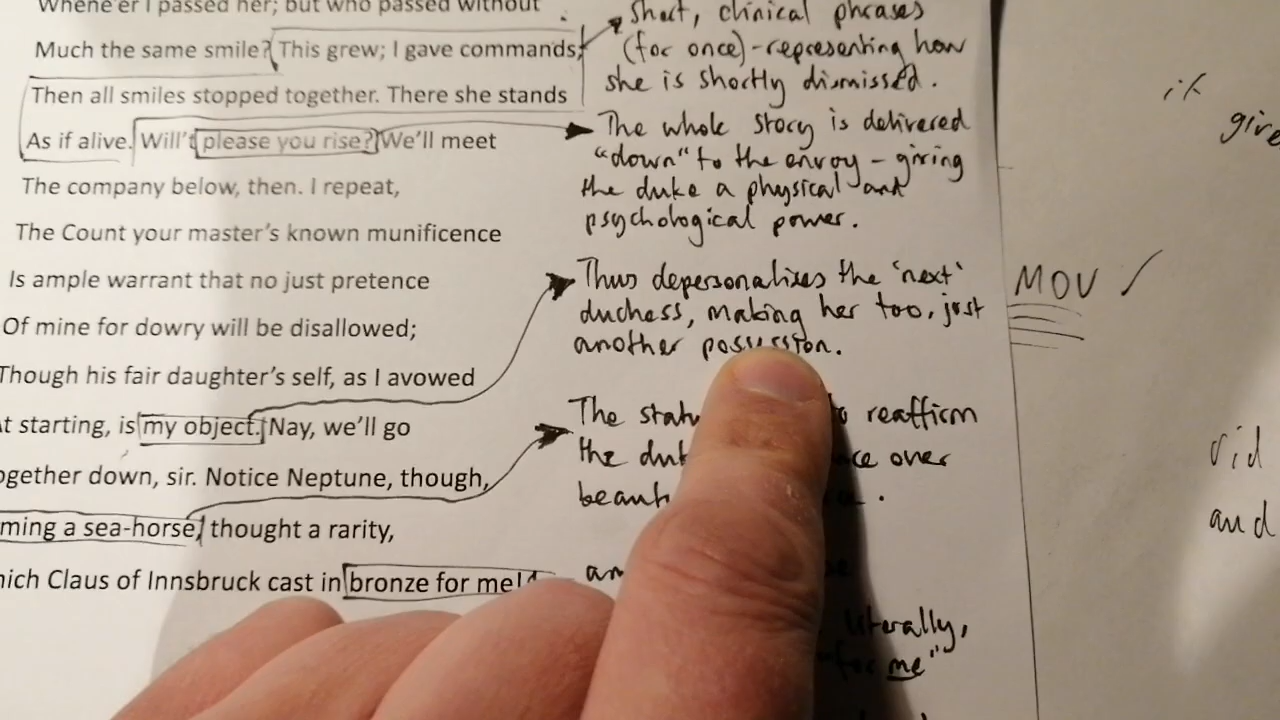 Whene'er I passed her; but who passed without
Much the same smile? This grew; I gave commands;
Then all smiles stopped together. There she stands
As if alive. Will't please you rise? We'll meet
The company below, then. I repeat,
The Count your master's known munificence
Is ample warrant that no just pretence
Of mine for dowry will be disallowed;
Though his fair daughter's self, as I avowed
At starting, is my object. Nay, we'll go
ogether down, sir. Notice Neptune, though,
ming a sea-horse, thought a rarity,
hich Claus of Innsbruck cast in bronze for me!
Short, clinical phrases
(for once) - representing how
she is shortly dismissed.
The whole story is delivered
"down" to the envoy - giving
the duke a physical and
psychological power.
Thus depersonalises the 'next'
duchess, making her too, just
another possession.
The reaffirm
the over
literally,
for me"
MOV ✓
it
give
rid
and